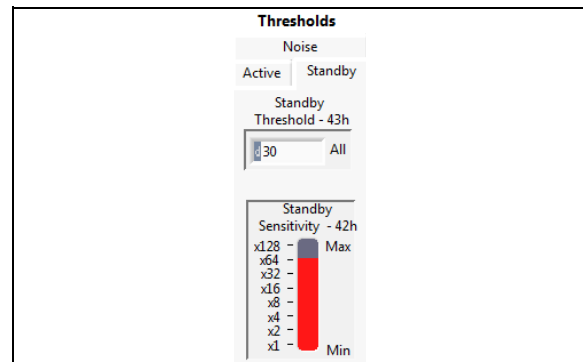 Thresholds
Noise
Active Standby
Standby
Threshold - 43h
d 30 All
Standby
Sensitivity - 42h
x128 Max
x64
x32
x16
x8
x4
x2
x1 Min